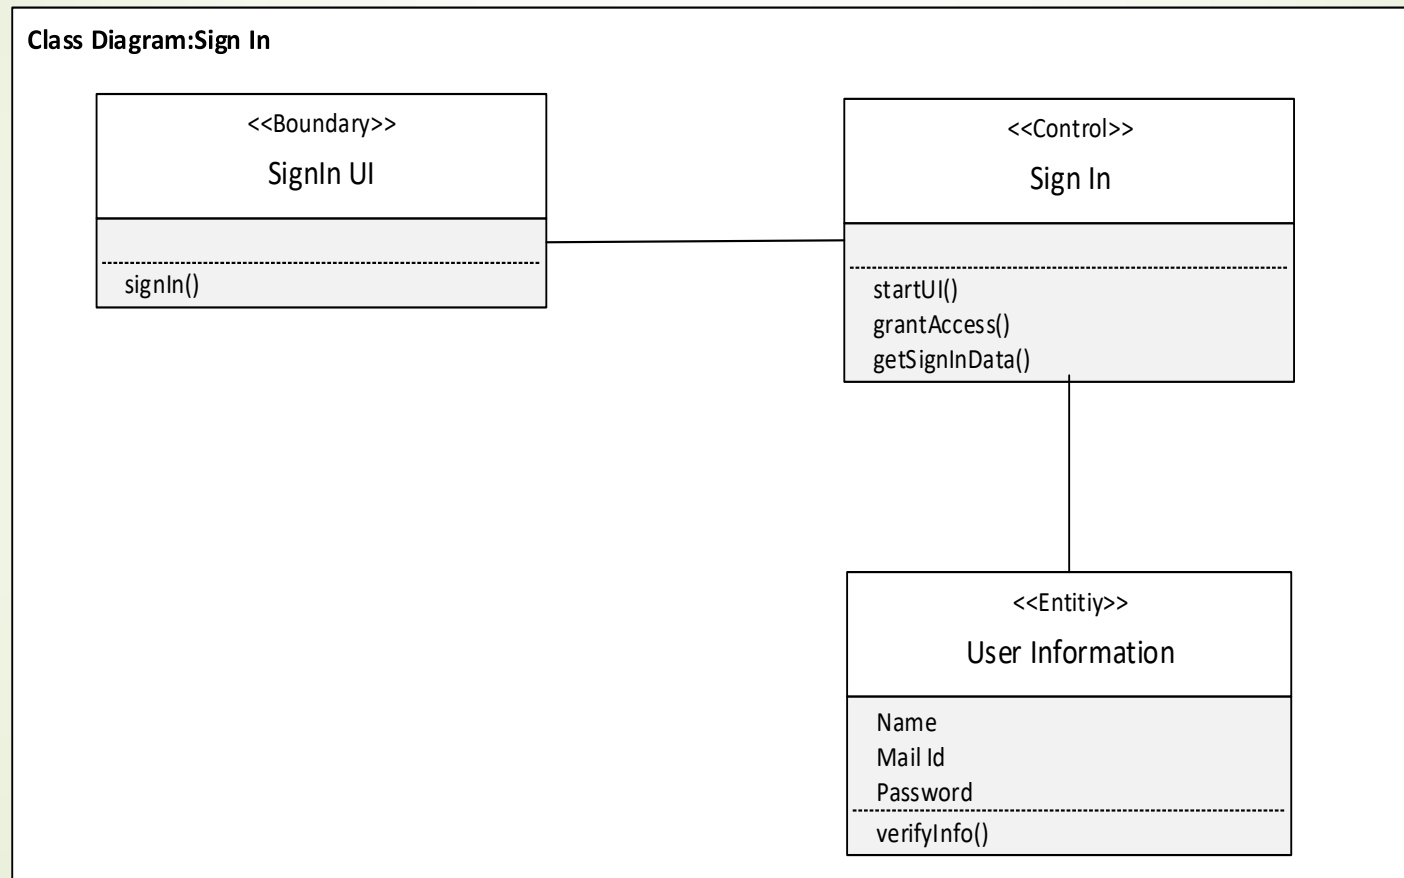 Class Diagram:Sign In
<<Boundary>>
SignIn UI
signIn()
<<Control>>
Sign In
startUI()
grantAccess()
getSignInData()
<<Entitiy>>
User Information
Name
Mail Id
Password
verifyInfo()